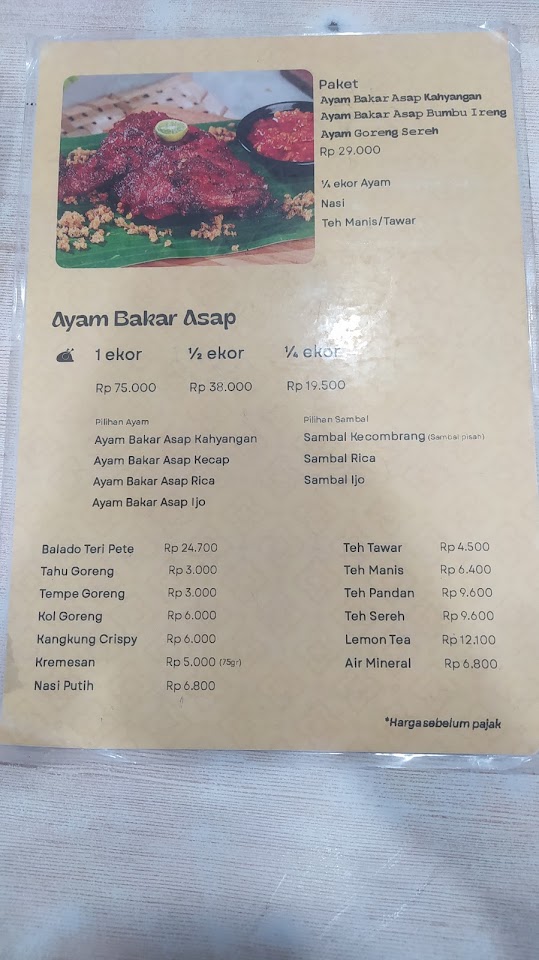 Paket
Ayam Bakar Asap Kahyangan
Ayam Bakar Asap Bumbu Ireng
Ayam Goreng Sereh
Rp 29.000
¼ ekor Ayam
Nasi
Teh Manis/Tawar
Ayam Bakar Asap
1 ekor ½ ekor ¼ ekor
Rp 75.000 Rp 38.000 Rp 19.500
Pilihan Ayam
Ayam Bakar Asap Kahyangan
Ayam Bakar Asap Kecap
Ayam Bakar Asap Rica
Ayam Bakar Asap Ijo
Pilihan Sambal
Sambal Kecombrang (Sambal pisah)
Sambal Rica
Sambal Ijo
Balado Teri Pete Rp 24.700
Tahu Goreng Rp 3.000
Tempe Goreng Rp 3.000
Kol Goreng Rp 6.000
Kangkung Crispy Rp 6.000
Kremesan Rp 5.000 (75gr)
Nasi Putih Rp 6.800
Teh Tawar Rp 4.500
Teh Manis Rp 6.400
Teh Pandan Rp 9.600
Teh Sereh Rp 9.600
Lemon Tea Rp 12.100
Air Mineral Rp 6.800
*Harga sebelum pajak